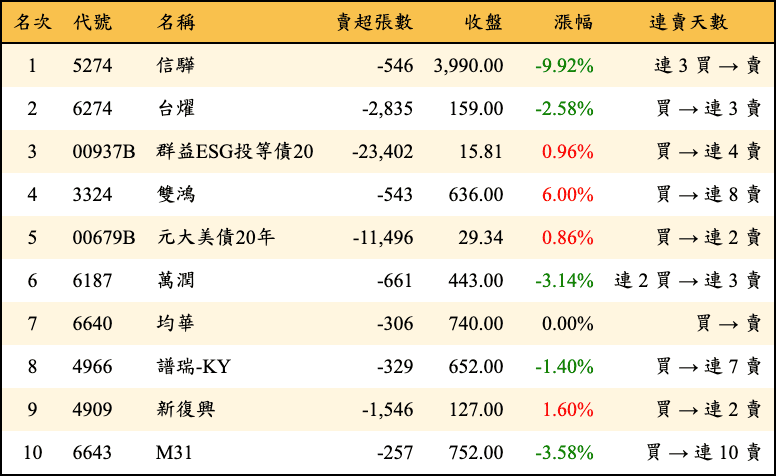 名次 代號 名稱 賣超張數 收盤 漲幅 連賣天數
1 5274 信驊 -546 3,990.00 -9.92% 連 3 買 → 賣
2 6274 台燿 -2,835 159.00 -2.58% 買 → 連 3 賣
3 00937B 群益ESG投等債20 -23,402 15.81 0.96% 買 → 連 4 賣
4 3324 雙鴻 -543 636.00 6.00% 買 → 連 8 賣
5 00679B 元大美債20年 -11,496 29.34 0.86% 買 → 連 2 賣
6 6187 萬潤 -661 443.00 -3.14% 連 2 買 → 連 3 賣
7 6640 均華 -306 740.00 0.00% 買 → 賣
8 4966 譜瑞-KY -329 652.00 -1.40% 買 → 連 7 賣
9 4909 新復興 -1,546 127.00 1.60% 買 → 連 2 賣
10 6643 M31 -257 752.00 -3.58% 買 → 連 10 賣